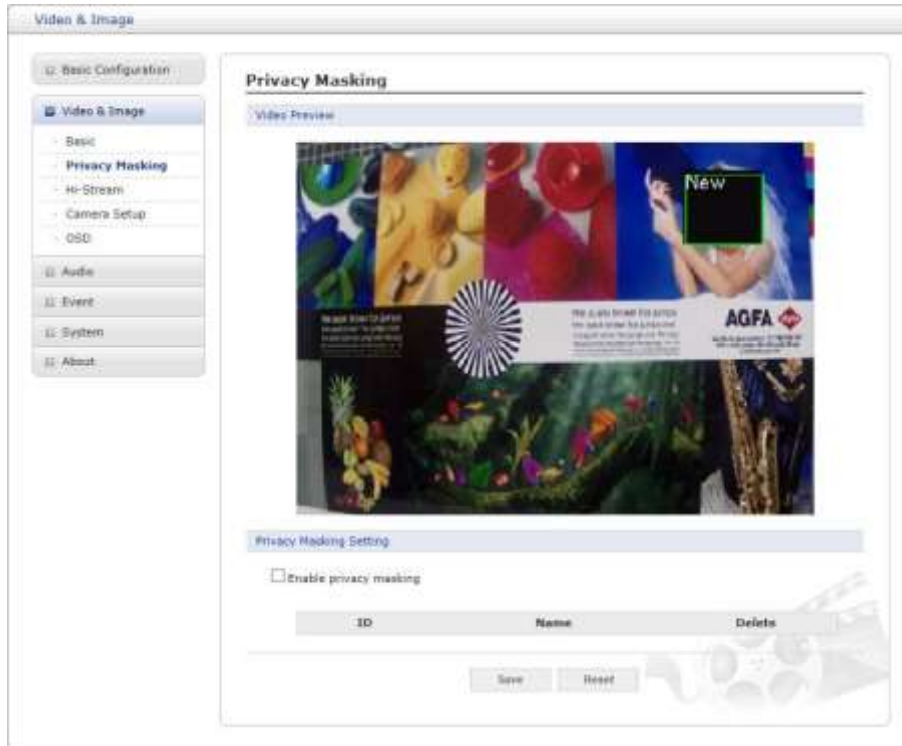 Video & Image
Basic Configuration
Video & Image
Basic
Privacy Masking
Hi-Stream
Camera Setup
OSD
Audio
Event
System
About
Privacy Masking
Video Preview
New
AGFA
Privacy Masking Setting
Enable privacy masking
ID Name Delete
Save Reset